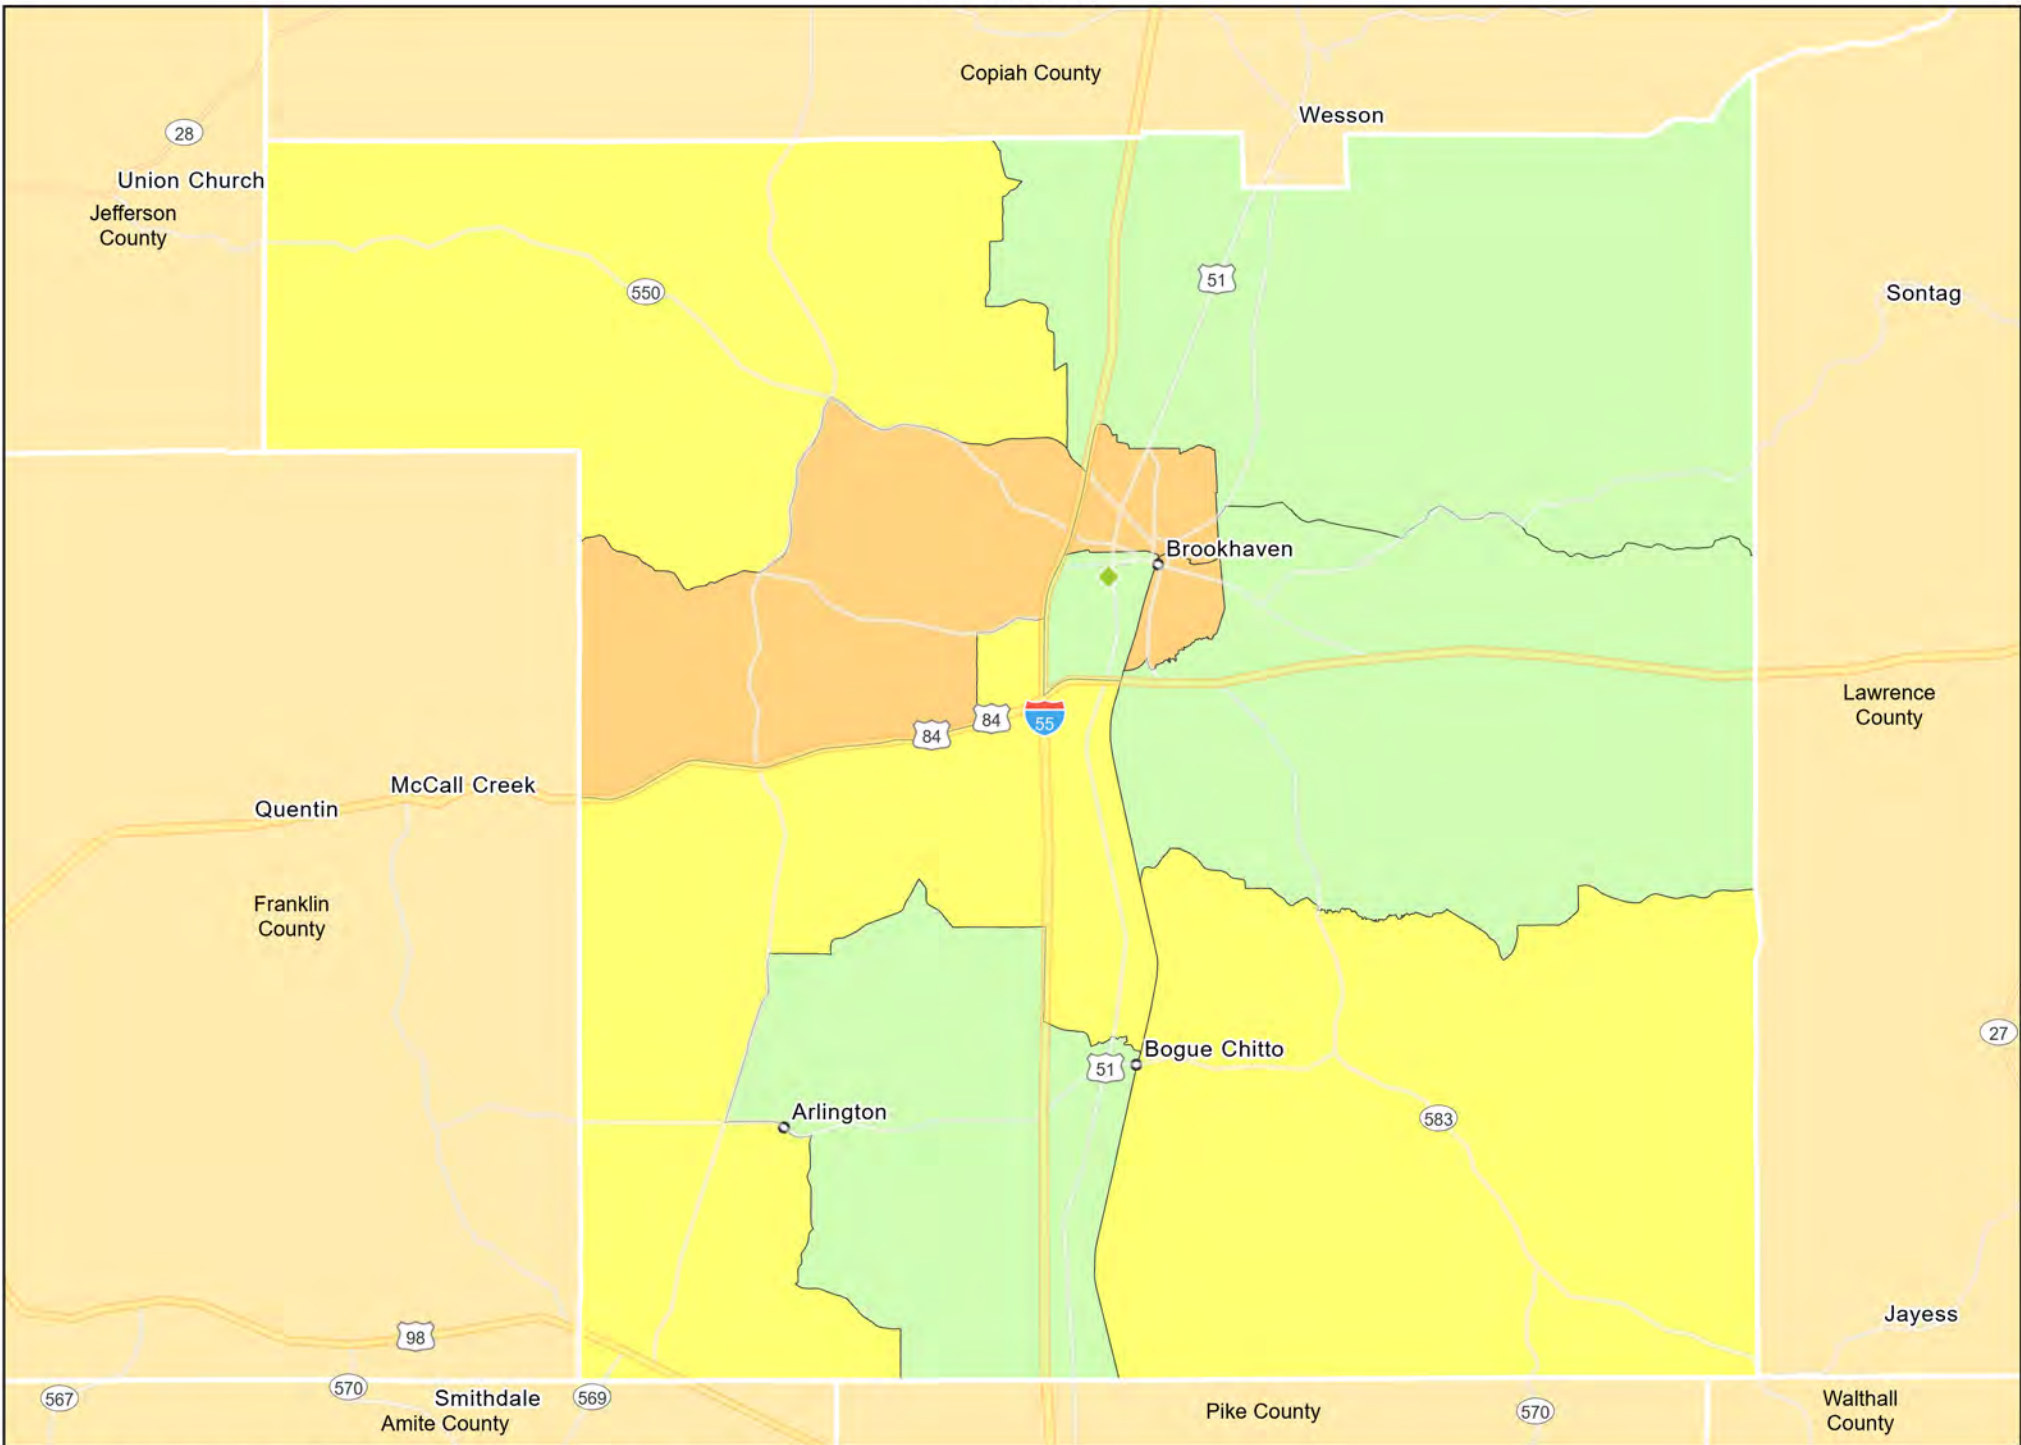 Copiah County
Wesson
28
Union Church
Jefferson
County
51
550
Sontag
Brookhaven
Lawrence
County
84
84
55
McCall Creek
Quentin
Franklin
County
27
Bogue Chitto
51
Arlington
583
Jayess
98
570
567
Smithdale
569
Amite County
Pike County
570
Walthall
County